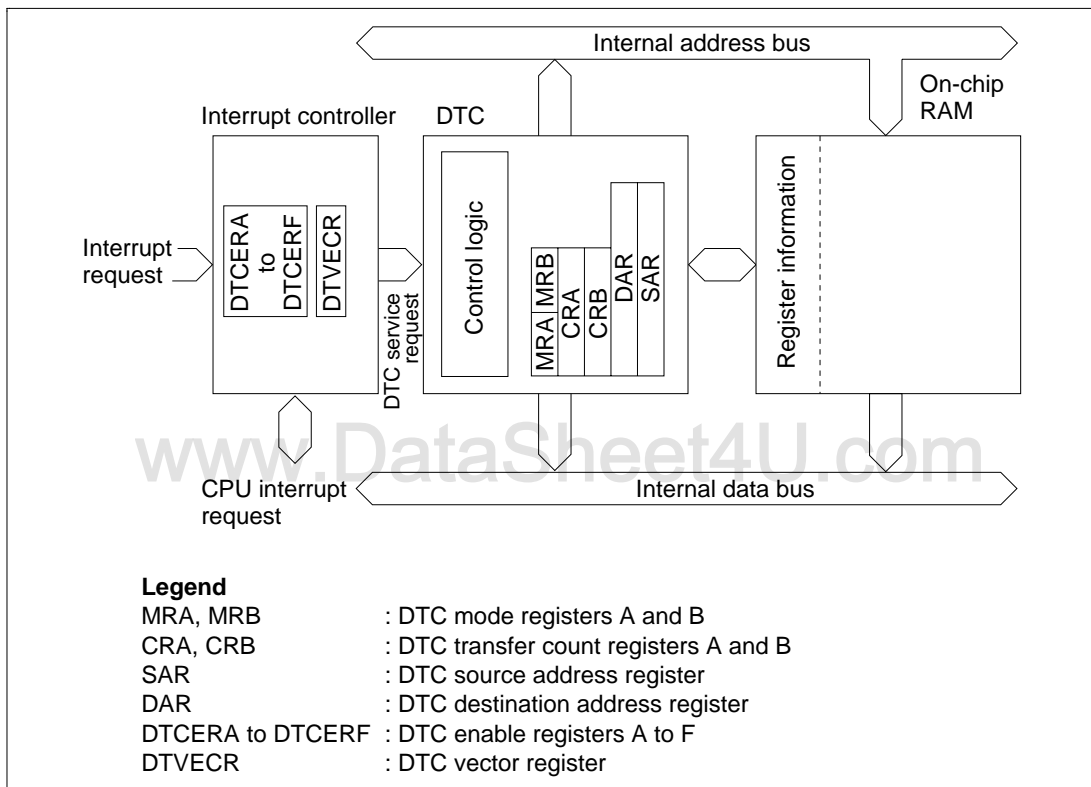 Internal address bus
On-chip
RAM
Interrupt controller
DTC
Interrupt
request
DTCERA
to
DTCERF
DTVECR
DTC service
request
Control logic
MRA MRB
CRA
CRB
DAR
SAR
Register information
www.DataSheet4U.com
CPU interrupt
request
Internal data bus
Legend
MRA, MRB : DTC mode registers A and B
CRA, CRB : DTC transfer count registers A and B
SAR : DTC source address register
DAR : DTC destination address register
DTCERA to DTCERF : DTC enable registers A to F
DTVECR : DTC vector register